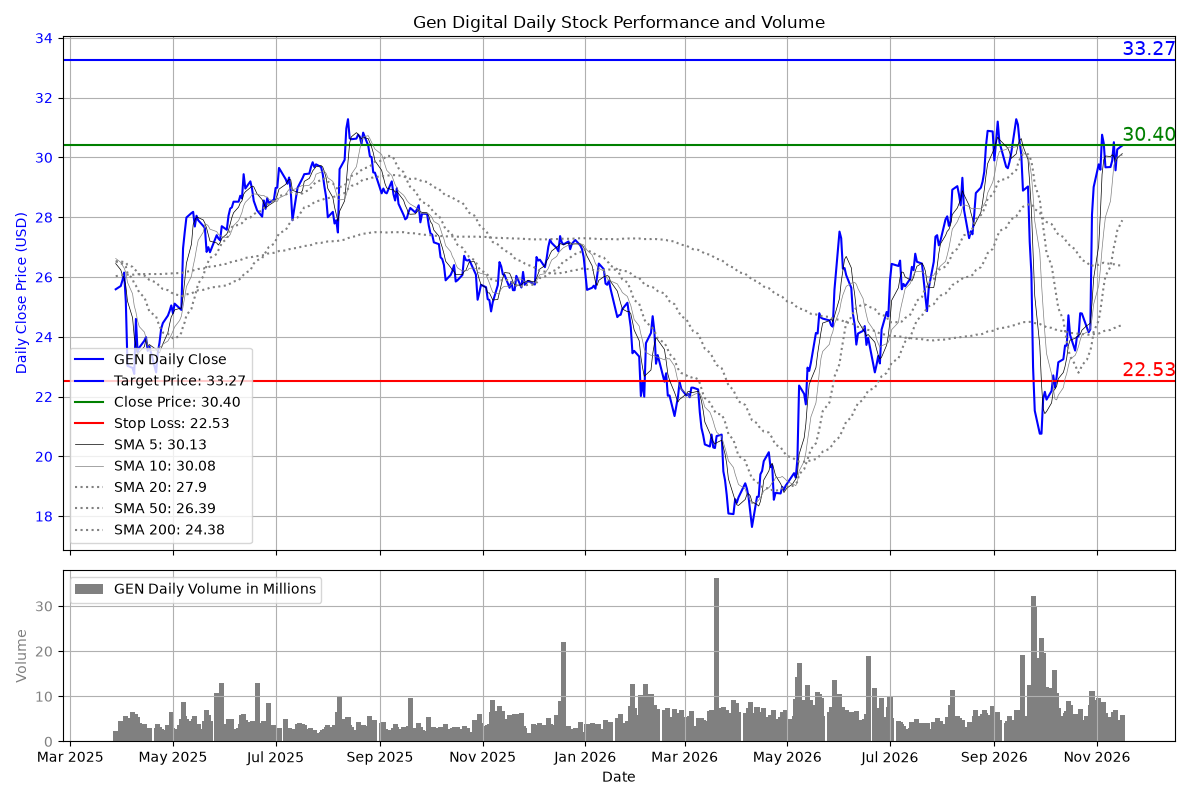 Gen Digital Daily Stock Performance and Volume
Daily Close Price (USD)
34
32
30
28
26
24
22
20
18
33.27
30.40
22.53
GEN Daily Close
Target Price: 33.27
Close Price: 30.40
Stop Loss: 22.53
SMA 5: 30.13
SMA 10: 30.08
SMA 20: 27.9
SMA 50: 26.39
SMA 200: 24.38
GEN Daily Volume in Millions
Volume
30
20
10
0
Mar 2025 May 2025 Jul 2025 Sep 2025 Nov 2025 Jan 2026 Mar 2026 May 2026 Jul 2026 Sep 2026 Nov 2026
Date